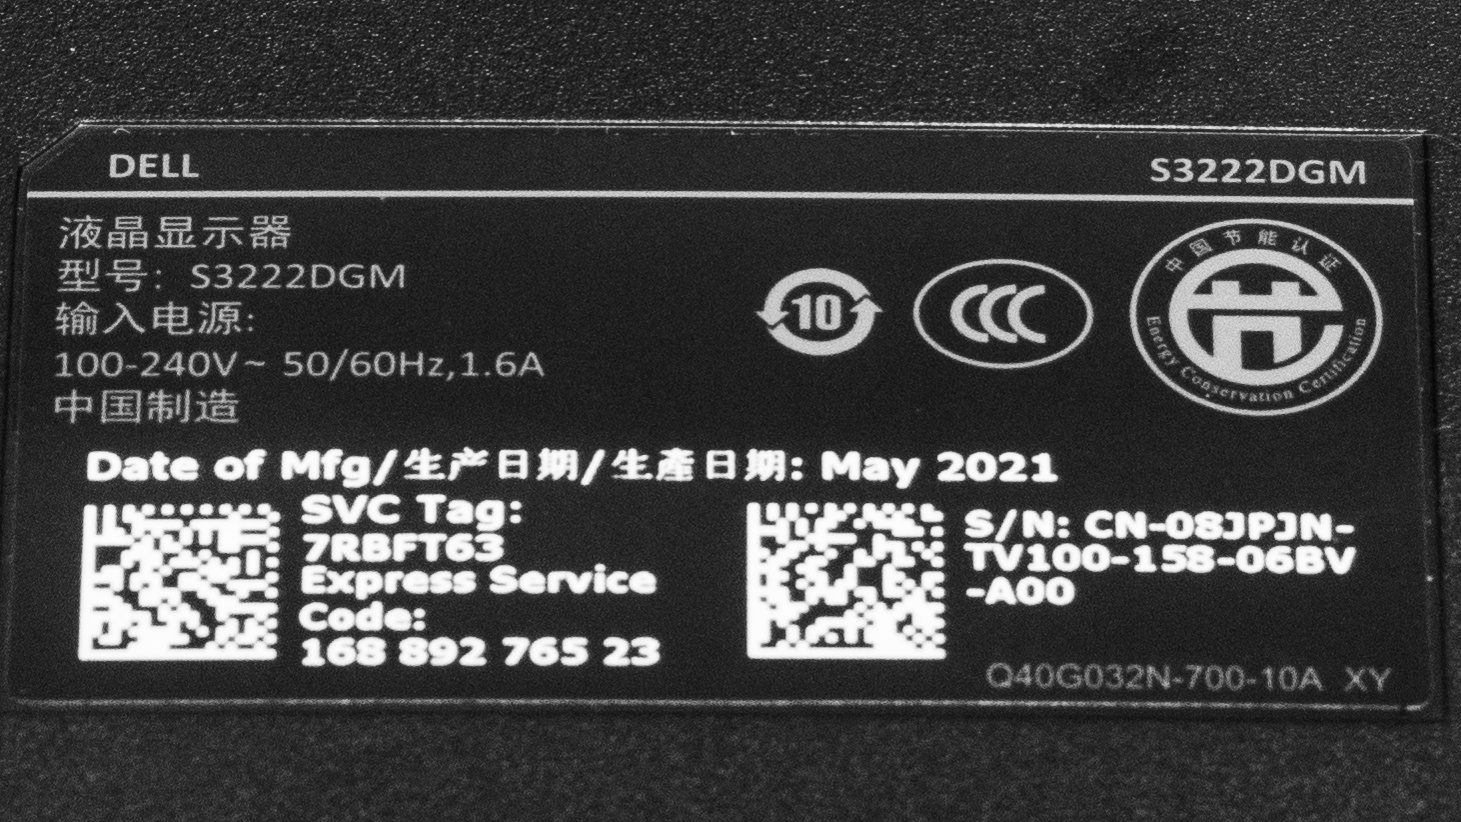 DELL
S3222DGM
液晶显示器
型号: S3222DGM
输入电源:
100-240V~ 50/60Hz,1.6A
中国制造
10
CCC
中国节能认证
Energy Conservation Certification
Date of Mfg/生产日期/生產日期: May 2021
SVC Tag:
7RBFT63
Express Service
Code:
168 892 765 23
S/N: CN-08JPJN-
TV100-158-06BV
-A00
Q40G032N-700-10A XY